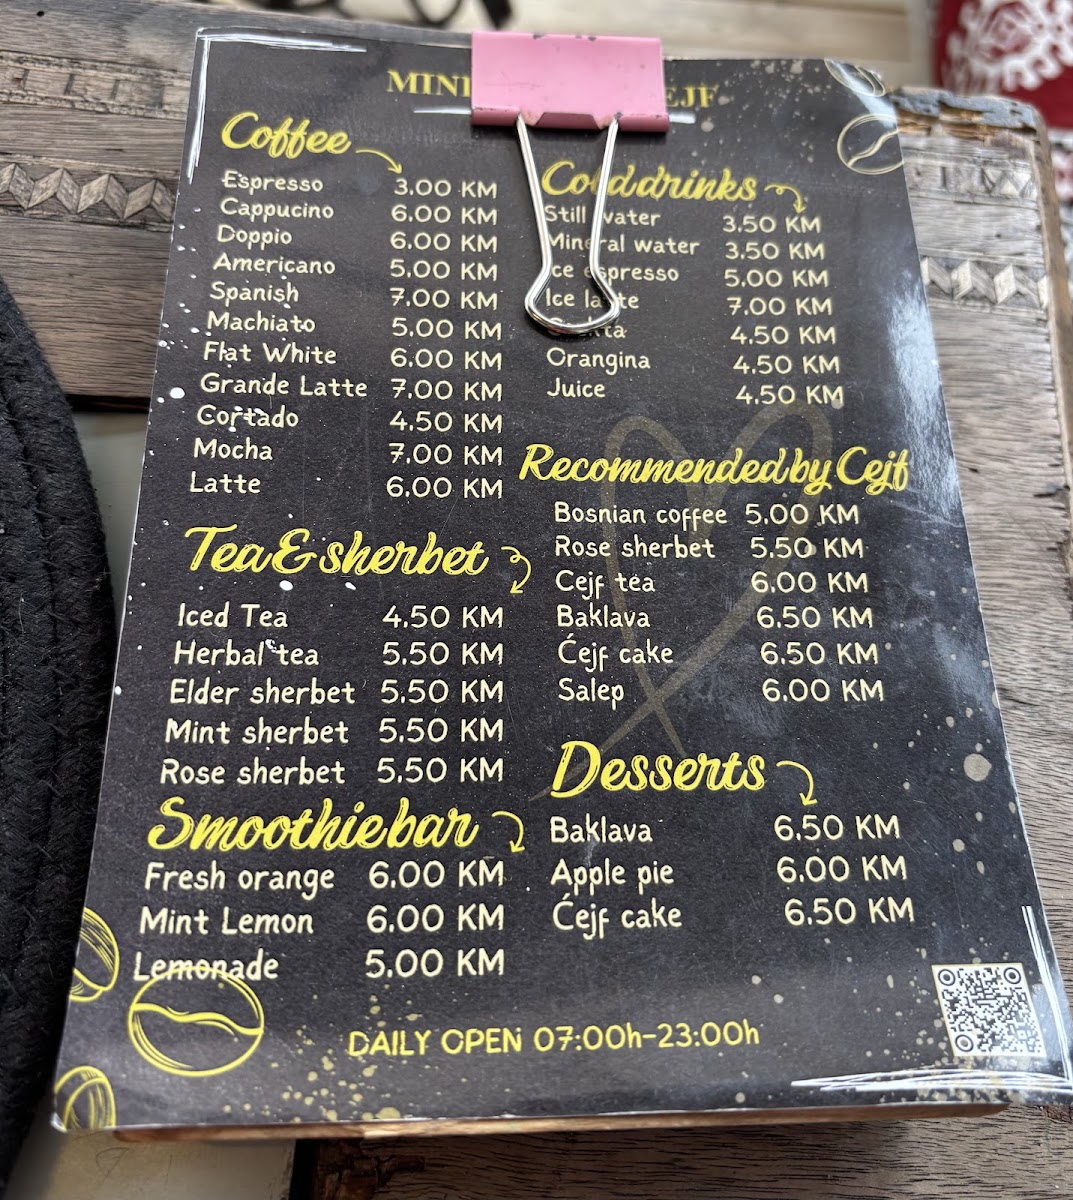 MINI EJF
Coffee
Espresso 3.00 KM
Cappucino 6.00 KM
Doppio 6.00 KM
Americano 5.00 KM
Spanish 7.00 KM
Machiato 5.00 KM
Flat White 6.00 KM
Grande Latte 7.00 KM
Cortado 4.50 KM
Mocha 7.00 KM
Latte 6.00 KM
Tea & sherbet
Iced Tea 4.50 KM
Herbal tea 5.50 KM
Elder sherbet 5.50 KM
Mint sherbet 5.50 KM
Rose sherbet 5.50 KM
Smoothie bar
Fresh orange 6.00 KM
Mint Lemon 6.00 KM
Lemonade 5.00 KM
Cold drinks
Still water 3.50 KM
Mineral water 3.50 KM
Ice espresso 5.00 KM
Ice latte 7.00 KM
4.50 KM
Orangina 4.50 KM
Juice 4.50 KM
Recommended by Cejf
Bosnian coffee 5.00 KM
Rose sherbet 5.50 KM
Cejf tea 6.00 KM
Baklava 6.50 KM
Ćejf cake 6.50 KM
Salep 6.00 KM
Desserts
Baklava 6.50 KM
Apple pie 6.00 KM
Ćejf cake 6.50 KM
DAILY OPEN 07:00h-23:00h